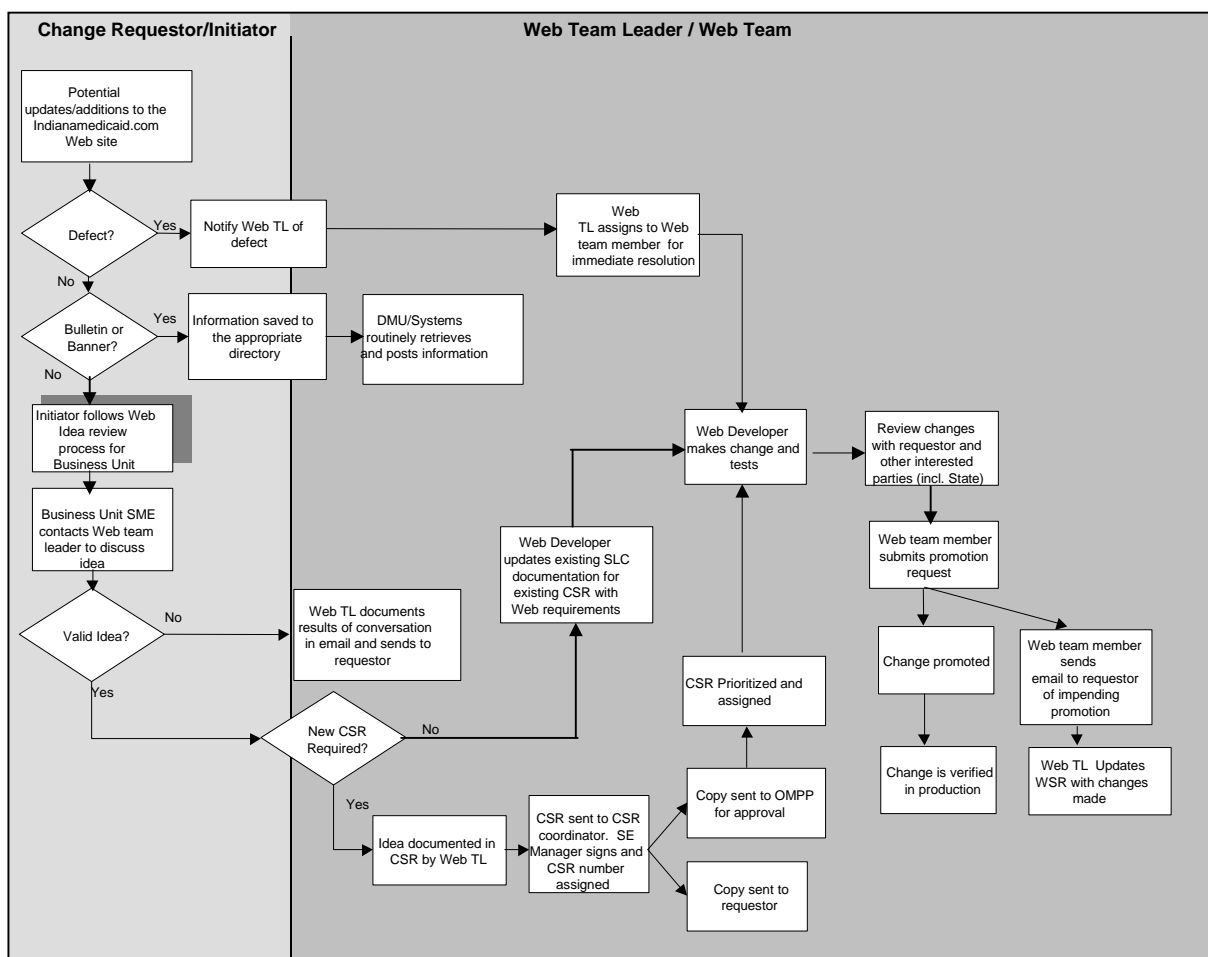 Change Requestor/Initiator
Web Team Leader / Web Team
Potential
updates/additions to the
Indianamedicaid.com
Web site
Defect?
Yes
No
Notify Web TL of
defect
Web
TL assigns to Web
team member for
immediate resolution
Bulletin or
Banner?
Yes
No
Information saved to
the appropriate
directory
DMU/Systems
routinely retrieves
and posts information
Initiator follows Web
Idea review
process for
Business Unit
Business Unit SME
contacts Web team
leader to discuss
idea
Valid Idea?
No
Yes
Web TL documents
results of conversation
in email and sends to
requestor
New CSR
Required?
No
Yes
Web Developer
updates existing SLC
documentation for
existing CSR with
Web requirements
Idea documented in
CSR by Web TL
CSR sent to CSR
coordinator. SE
Manager signs and
CSR number
assigned
Copy sent to OMPP
for approval
Copy sent to
requestor
CSR Prioritized and
assigned
Web Developer
makes change and
tests
Review changes
with requestor and
other interested
parties (incl. State)
Web team member
submits promotion
request
Change promoted
Change is verified
in production
Web team member
sends
email to requestor
of impending
promotion
Web TL Updates
WSR with changes
made